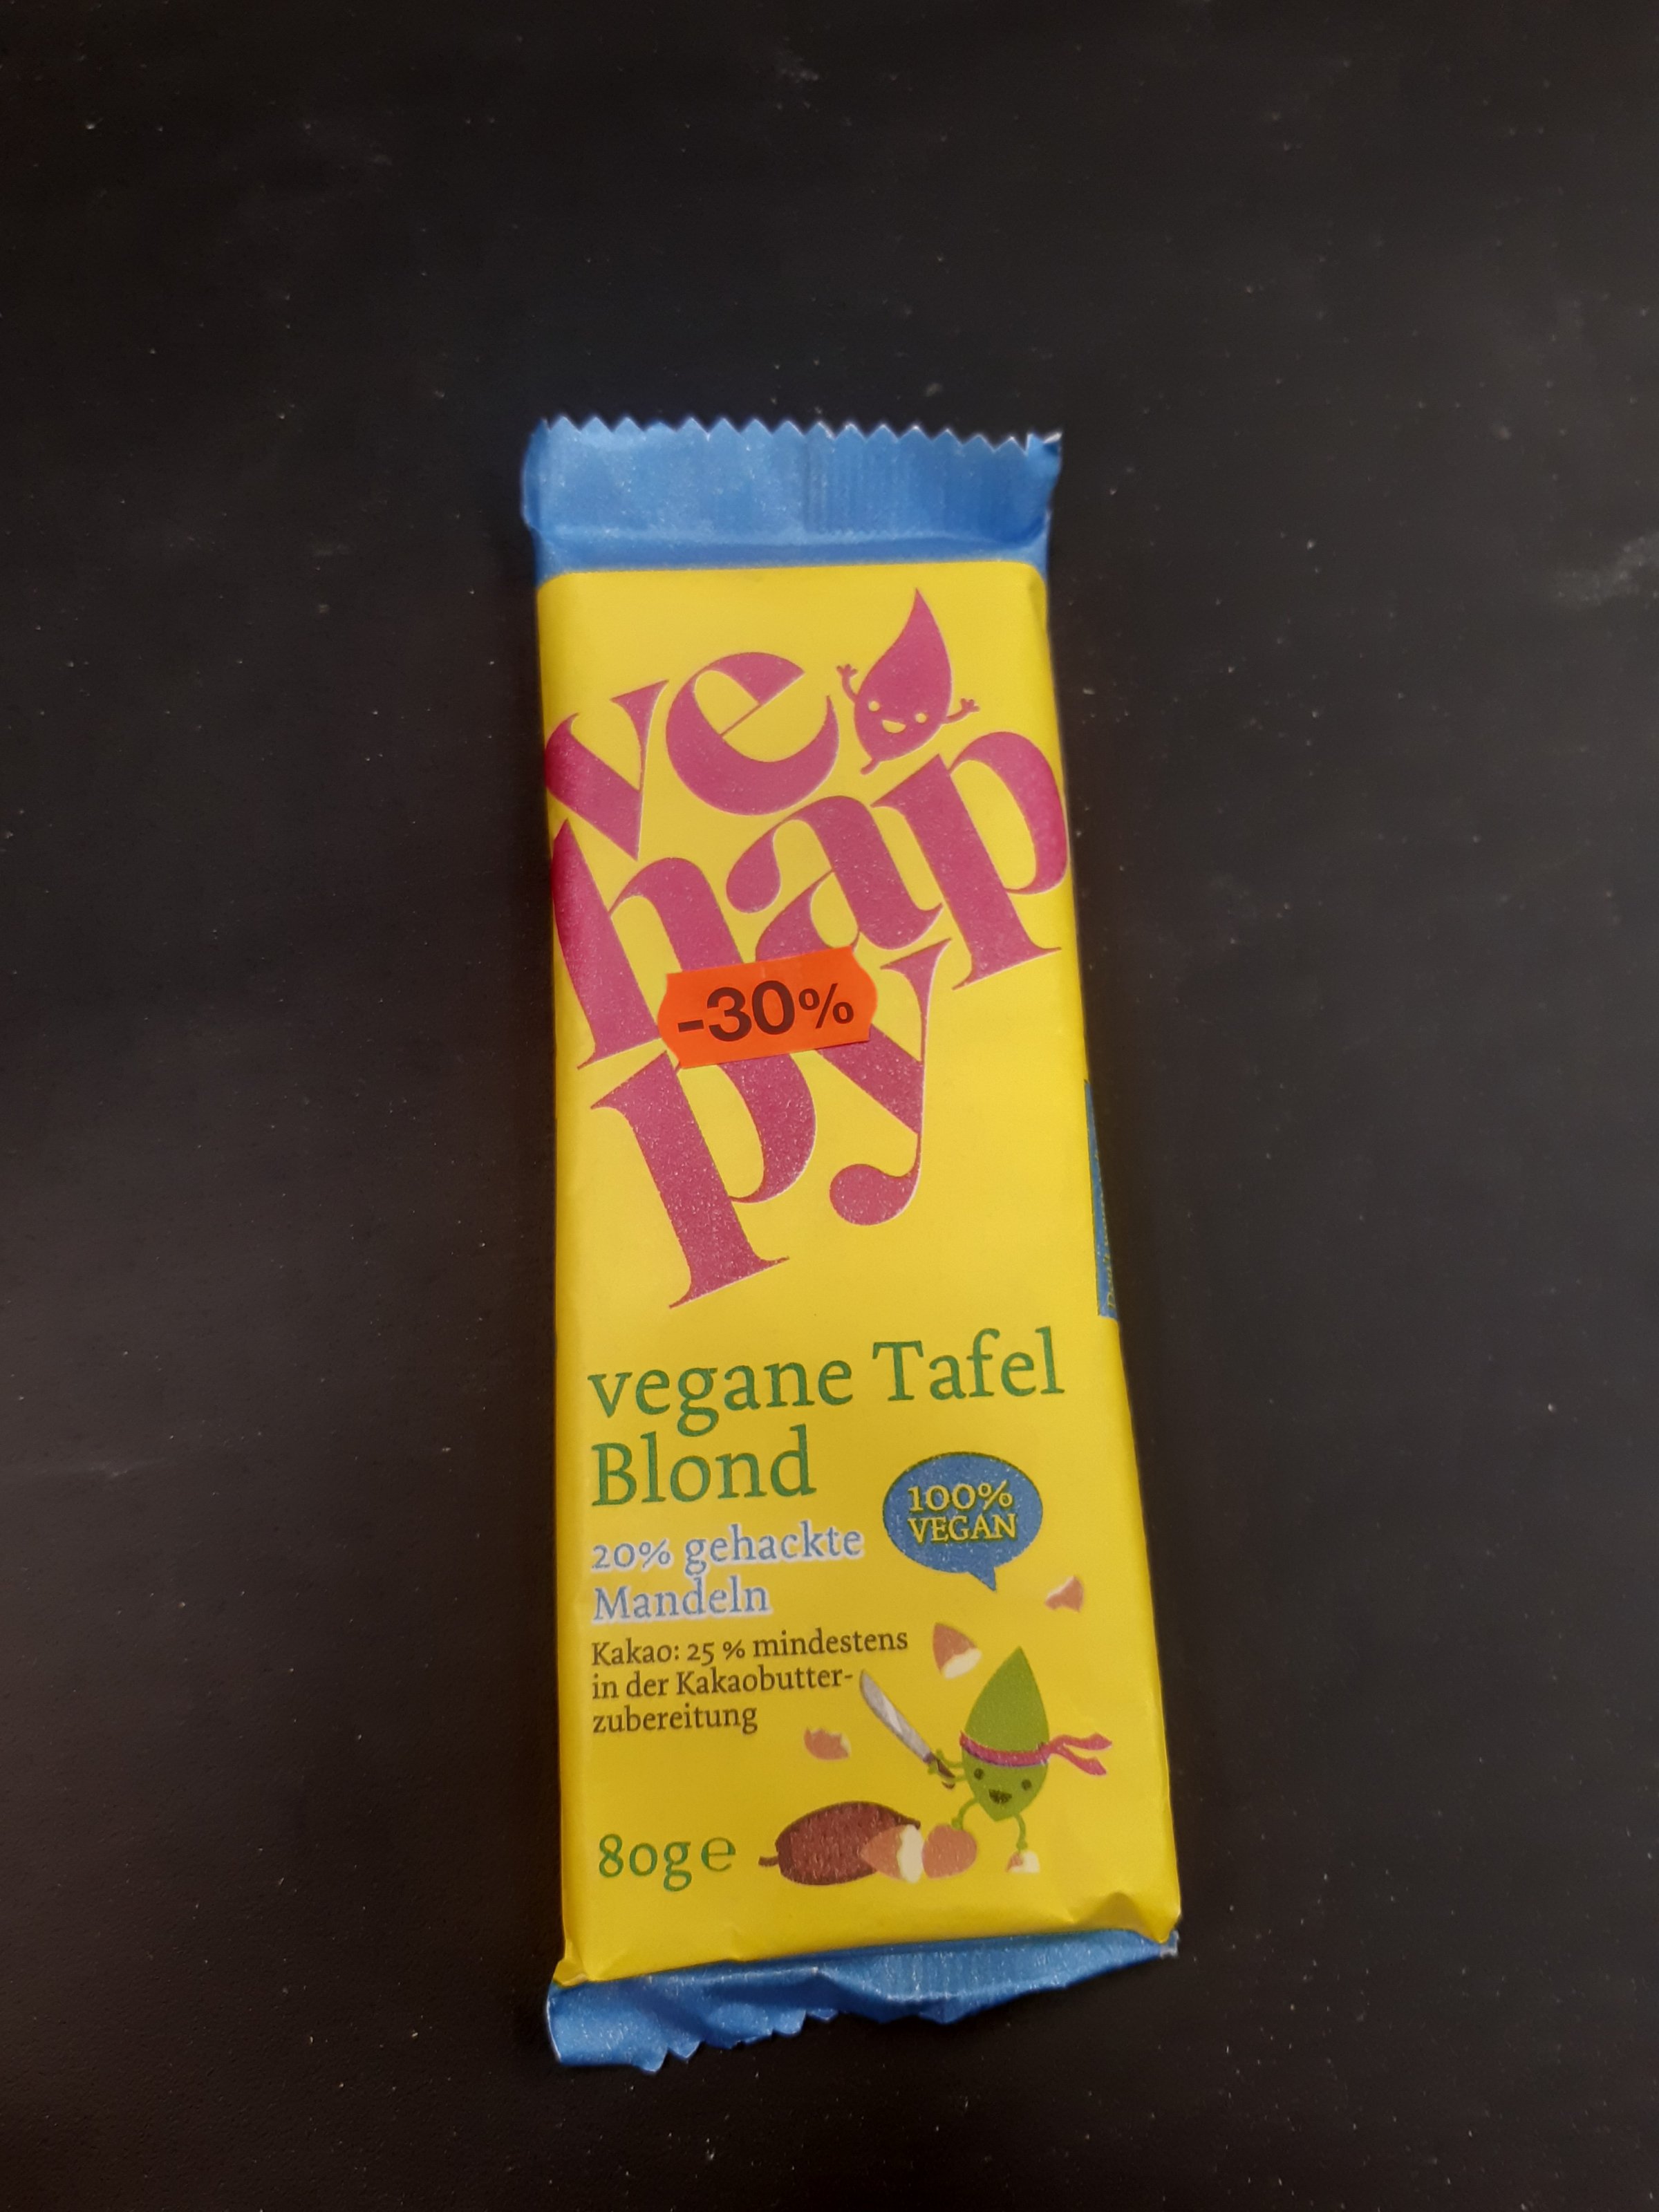 ve
hap
py
-30%
vegane Tafel
Blond
100%
VEGAN
20% gehackte
Mandeln
Kakao: 25 % mindestens
in der Kakaobutter-
zubereitung
80g e